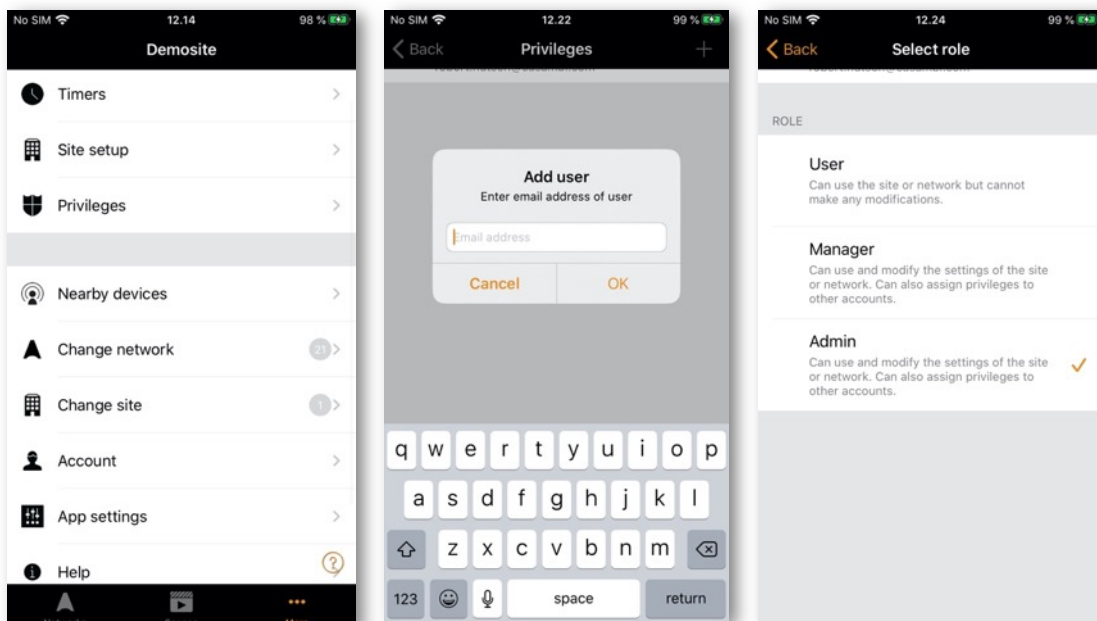 No SIM 12.14 98 %
Demosite
Timers
Site setup
Privileges
Nearby devices
Change network 21
Change site 1
Account
App settings
Help
?
No SIM 12.22 99 %
Back Privileges +
Add user
Enter email address of user
Email address
Cancel OK
q w e r t y u i o p
a s d f g h j k l
z x c v b n m
123 space return
No SIM 12.24 99 %
Back Select role
ROLE
User
Can use the site or network but cannot
make any modifications.
Manager
Can use and modify the settings of the site
or network. Can also assign privileges to
other accounts.
Admin
Can use and modify the settings of the site
or network. Can also assign privileges to
other accounts.